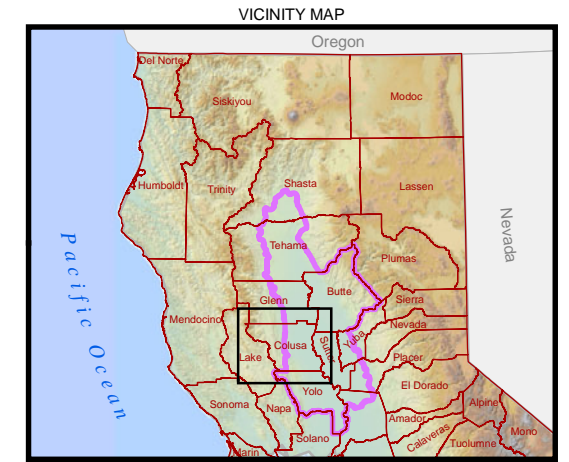 VICINITY MAP
Oregon
Del Norte
Siskiyou
Modoc
Humboldt
Trinity
Shasta
Lassen
Nevada
Pacific Ocean
Tehama
Plumas
Butte
Glenn
Sierra
Mendocino
Nevada
Colusa
Sutter
Yuba
Lake
Placer
Yolo
El Dorado
Sonoma
Napa
Alpine
Amador
Solano
Calaveras
Mono
Tuolumne
Marin